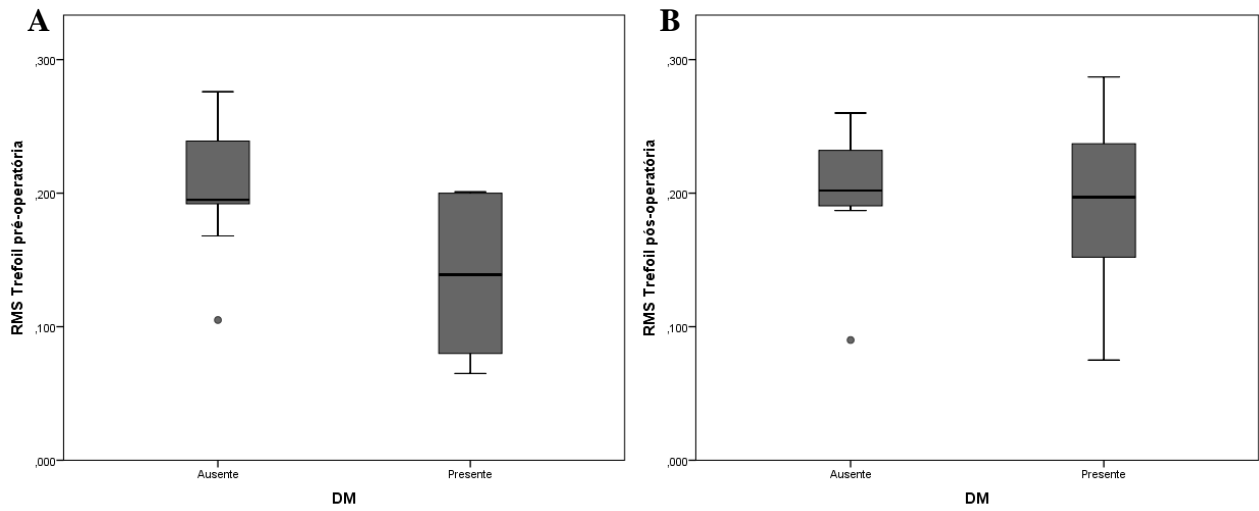 A
RMS Trefoil pré-operatória
,300
,200
,100
,000
Ausente
Presente
DM
B
RMS Trefoil pós-operatória
,300
,200
,100
,000
Ausente
Presente
DM